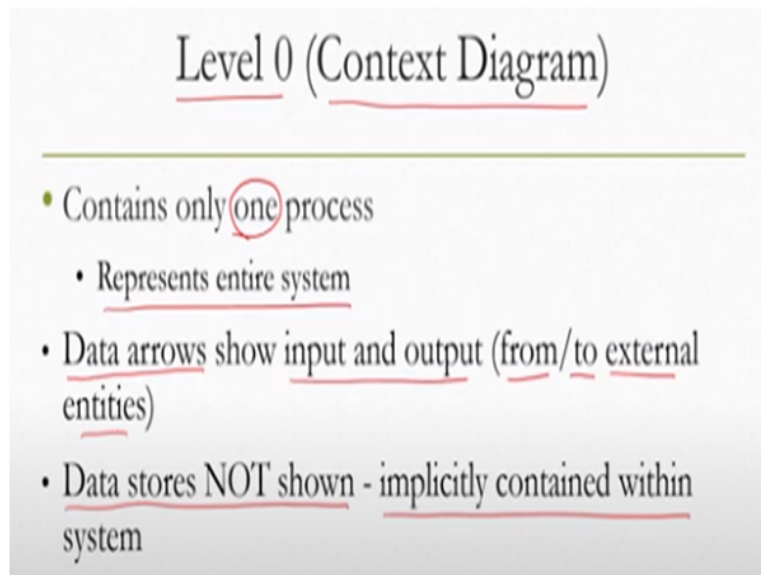 Level 0 (Context Diagram)
• Contains only one process
• Represents entire system
• Data arrows show input and output (from/to external
entities)
• Data stores NOT shown - implicitly contained within
system